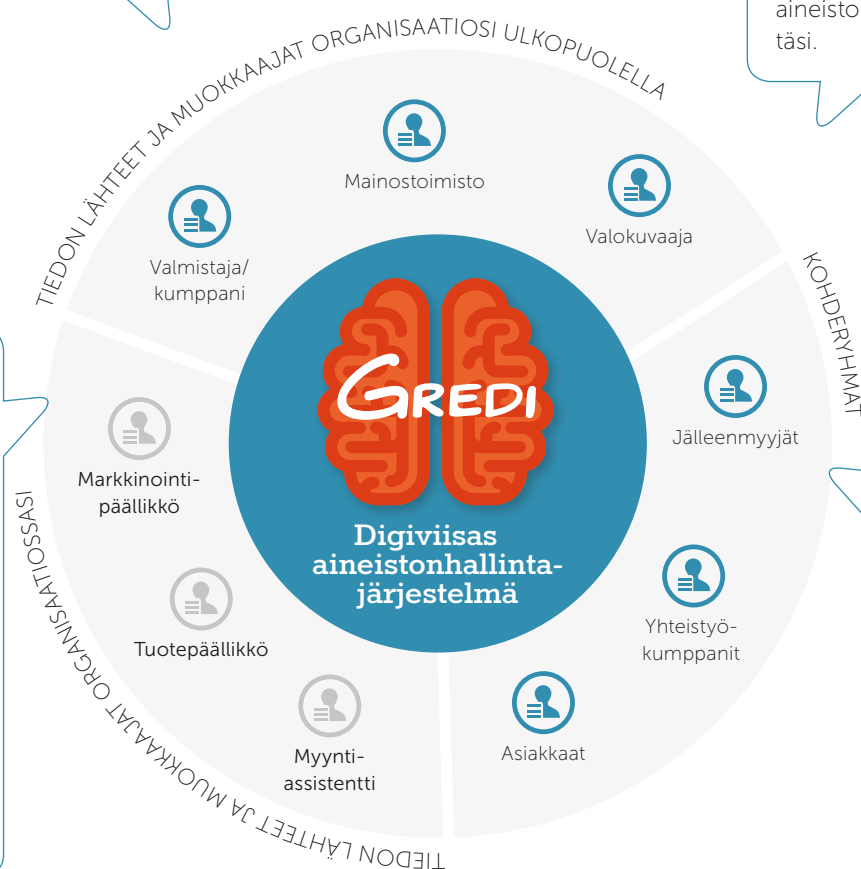 aineisto
täsi.
TIEDON LÄHTEET JA MUOKKAAJAT ORGANISAATIOSI ULKOPUOLELLA
Mainostoimisto
Valokuvaaja
Valmistaja/
kumppani
KOHDERYHMÄT
GREDI
Digiviisas
aineistonhallinta-
järjestelmä
Jälleenmyyjät
Yhteistyö-
kumppanit
Asiakkaat
Markkinointi-
päällikkö
Tuotepäällikkö
Myynti-
assistentti
TIEDON LÄHTEET JA MUOKKAAJAT ORGANISAATIOSSASI